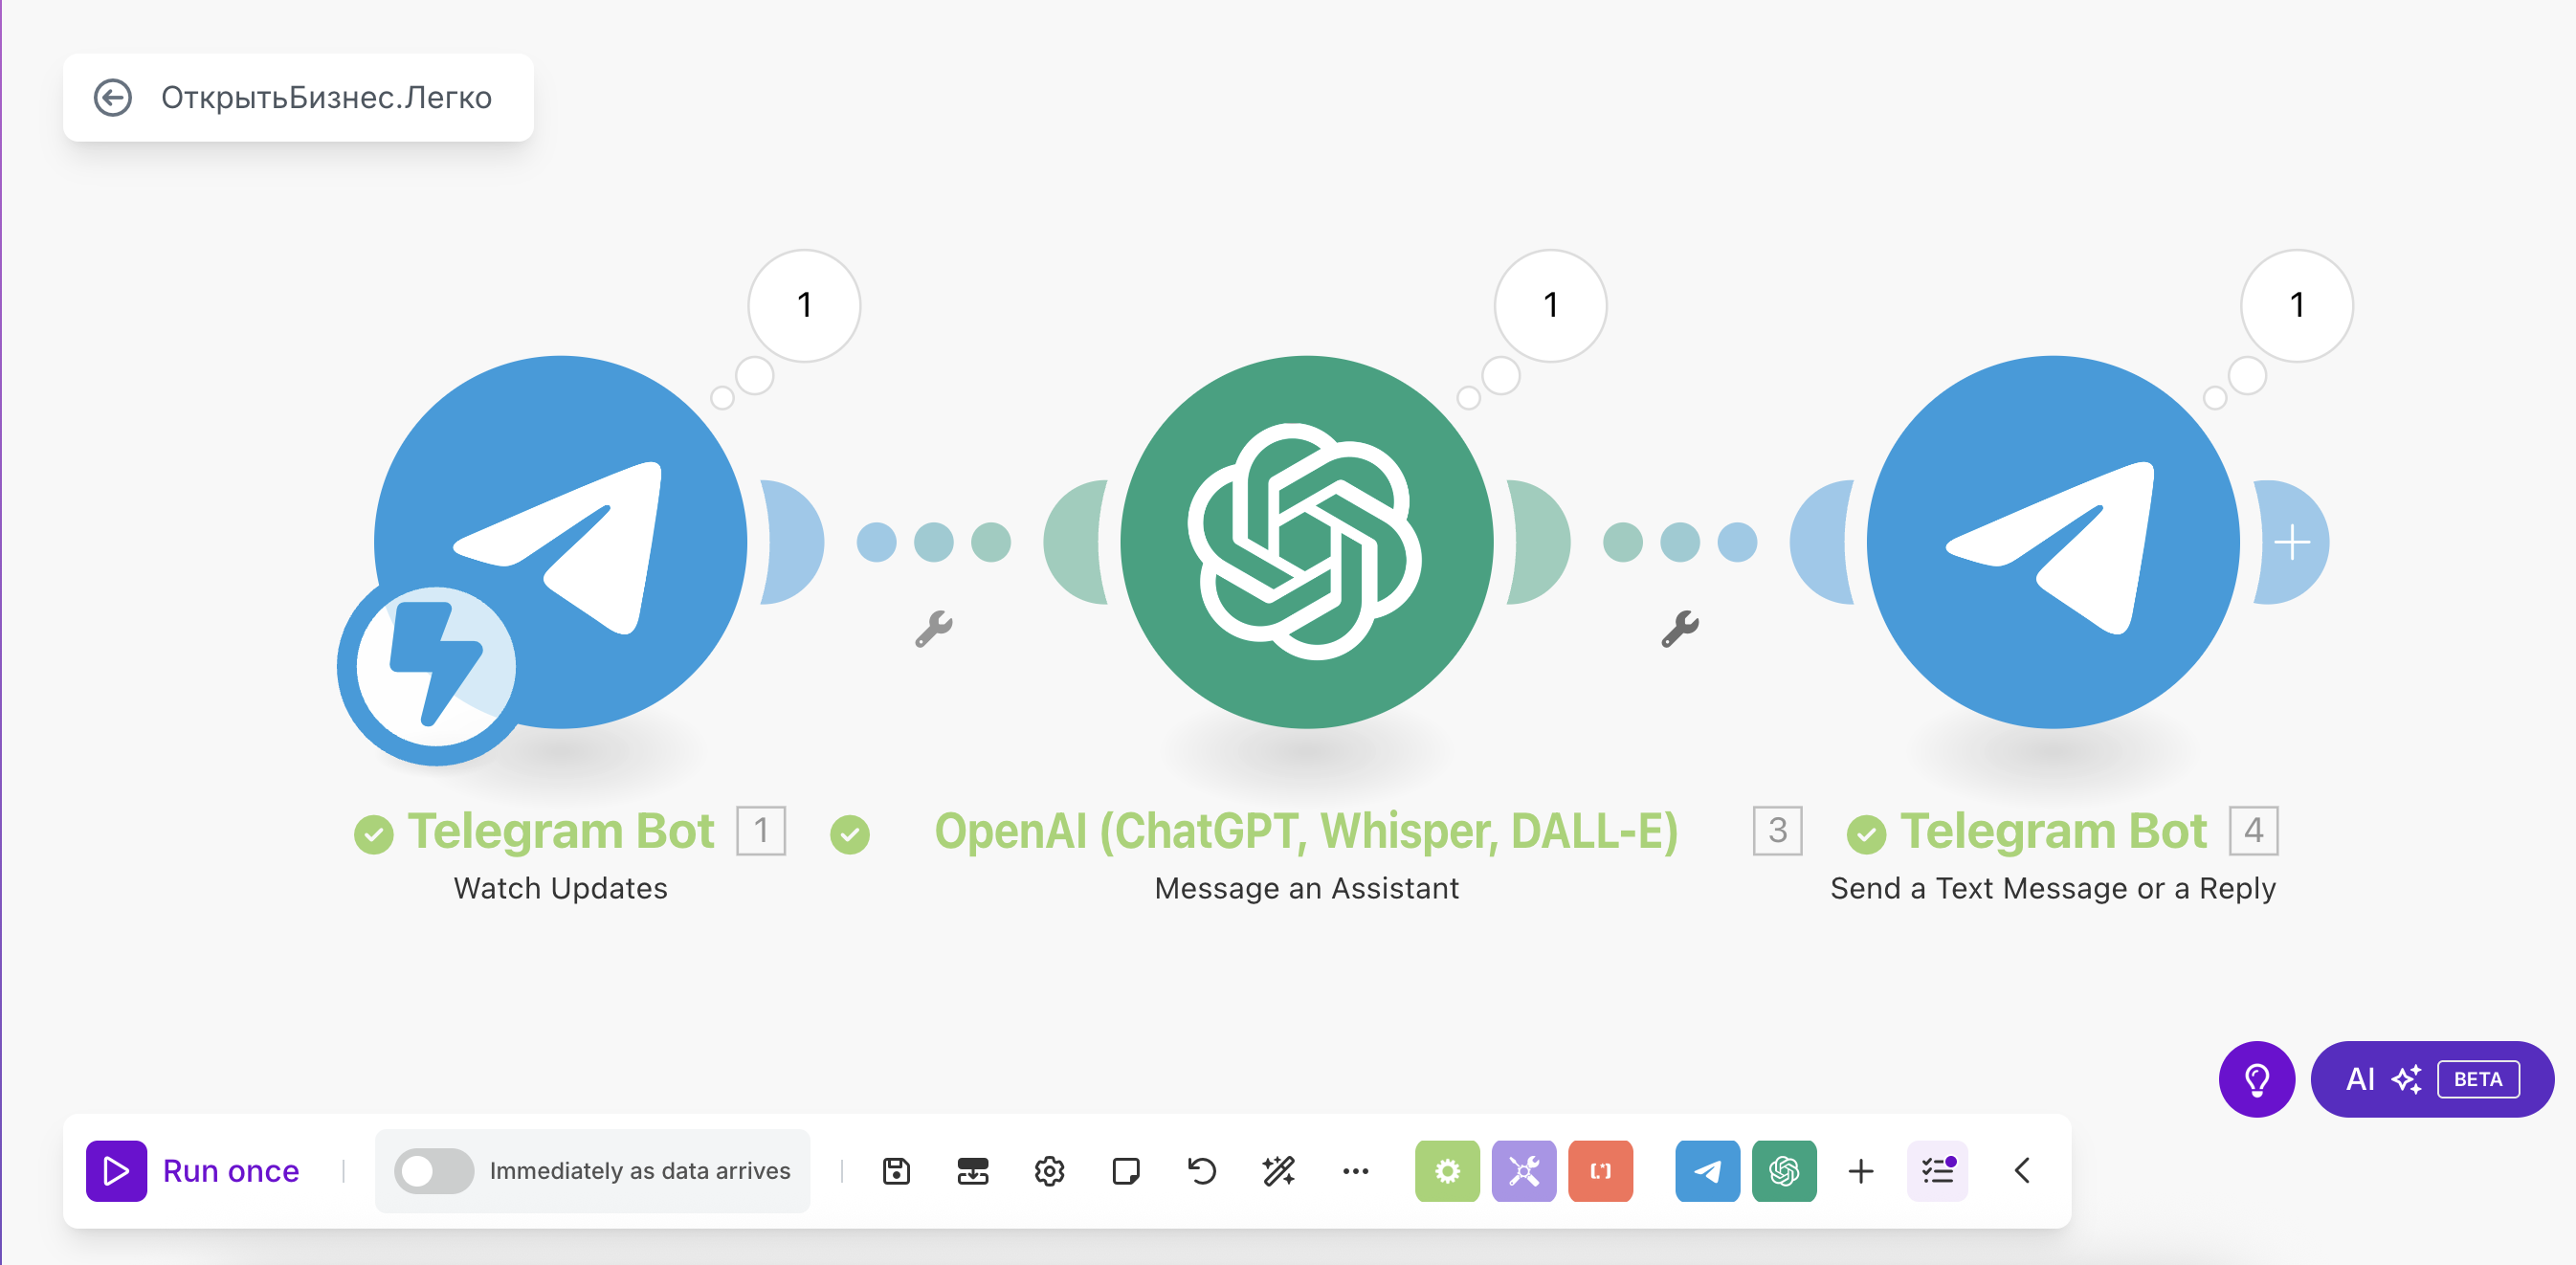 ОткрытьБизнес.Легко
1
1
1
Telegram Bot 1
Watch Updates
OpenAI (ChatGPT, Whisper, DALL-E) 3
Message an Assistant
Telegram Bot 4
Send a Text Message or a Reply
AI BETA
Run once
Immediately as data arrives
[.*]